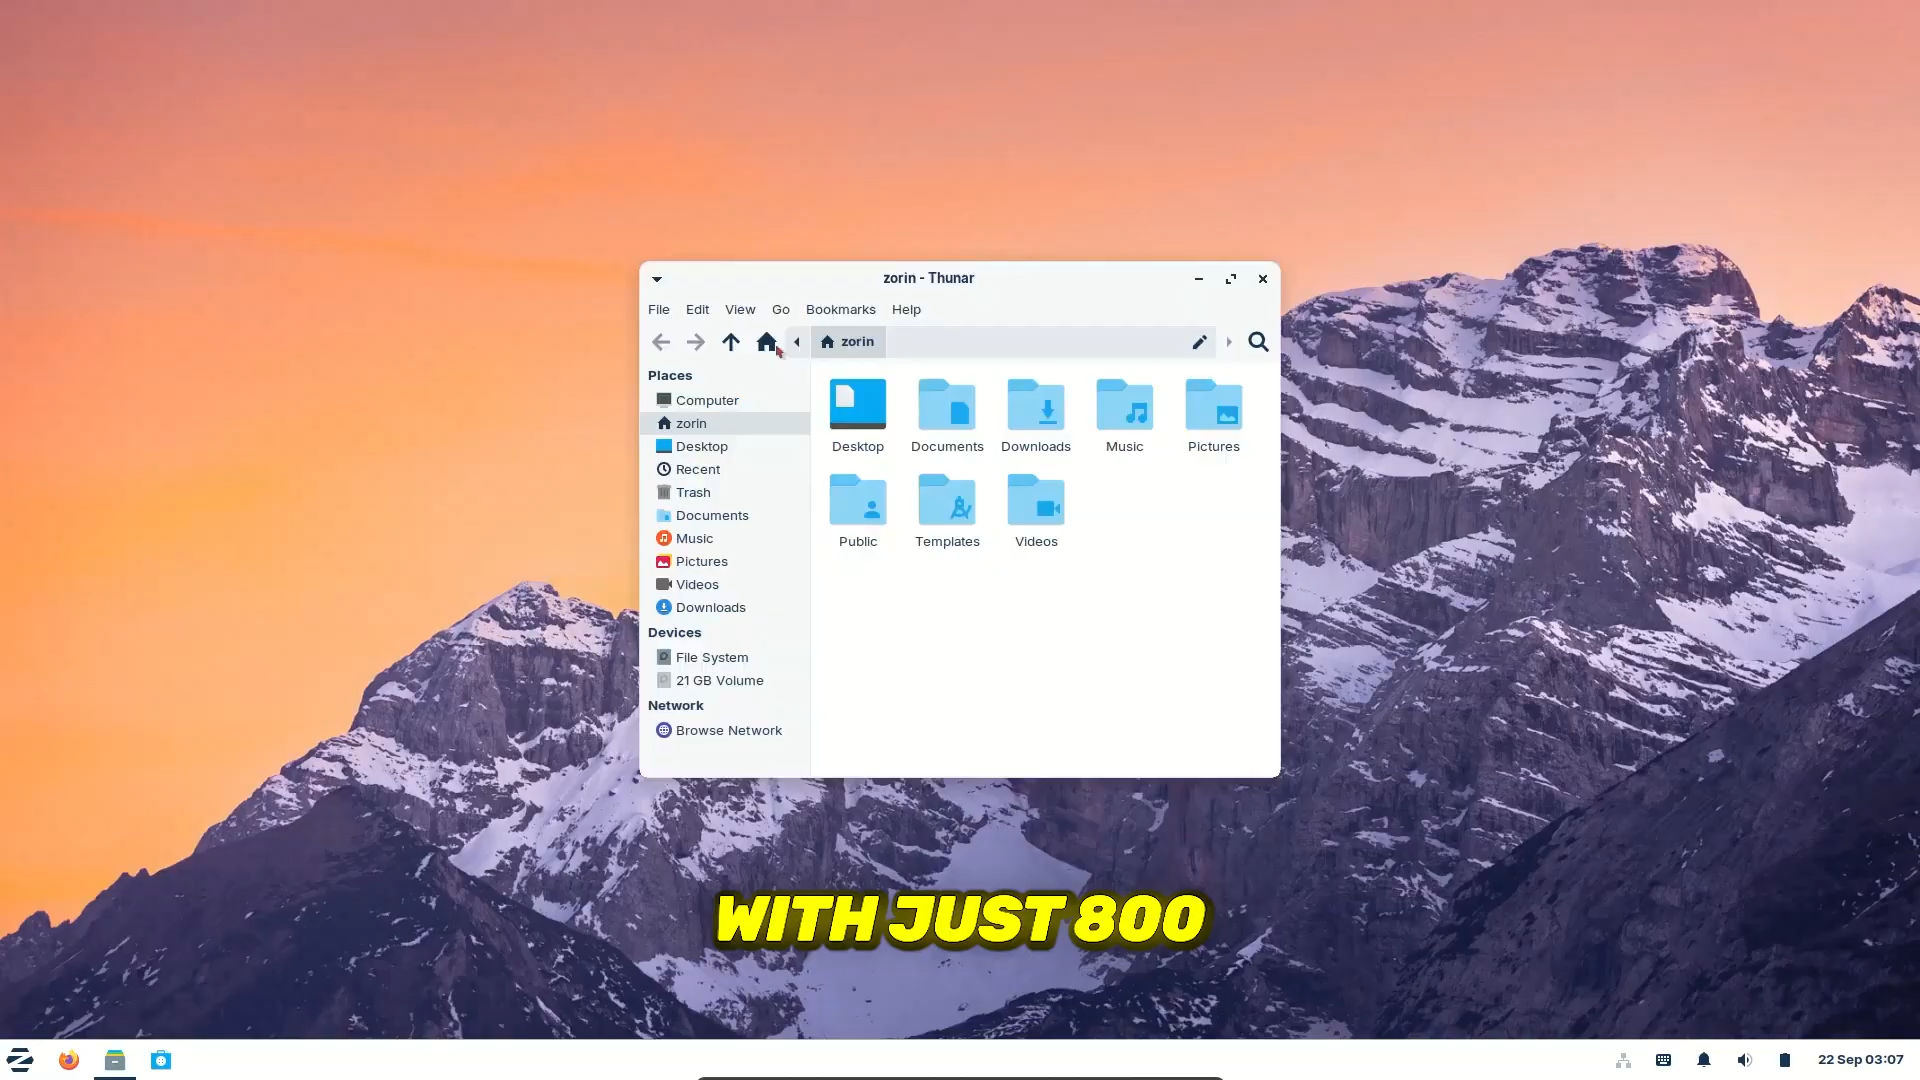 zorin - Thunar
File Edit View Go Bookmarks Help
zorin
Places
Computer
zorin
Desktop
Recent
Trash
Documents
Music
Pictures
Videos
Downloads
Devices
File System
21 GB Volume
Network
Browse Network
Desktop Documents Downloads Music Pictures
Public Templates Videos
WITH JUST 800
22 Sep 03:07